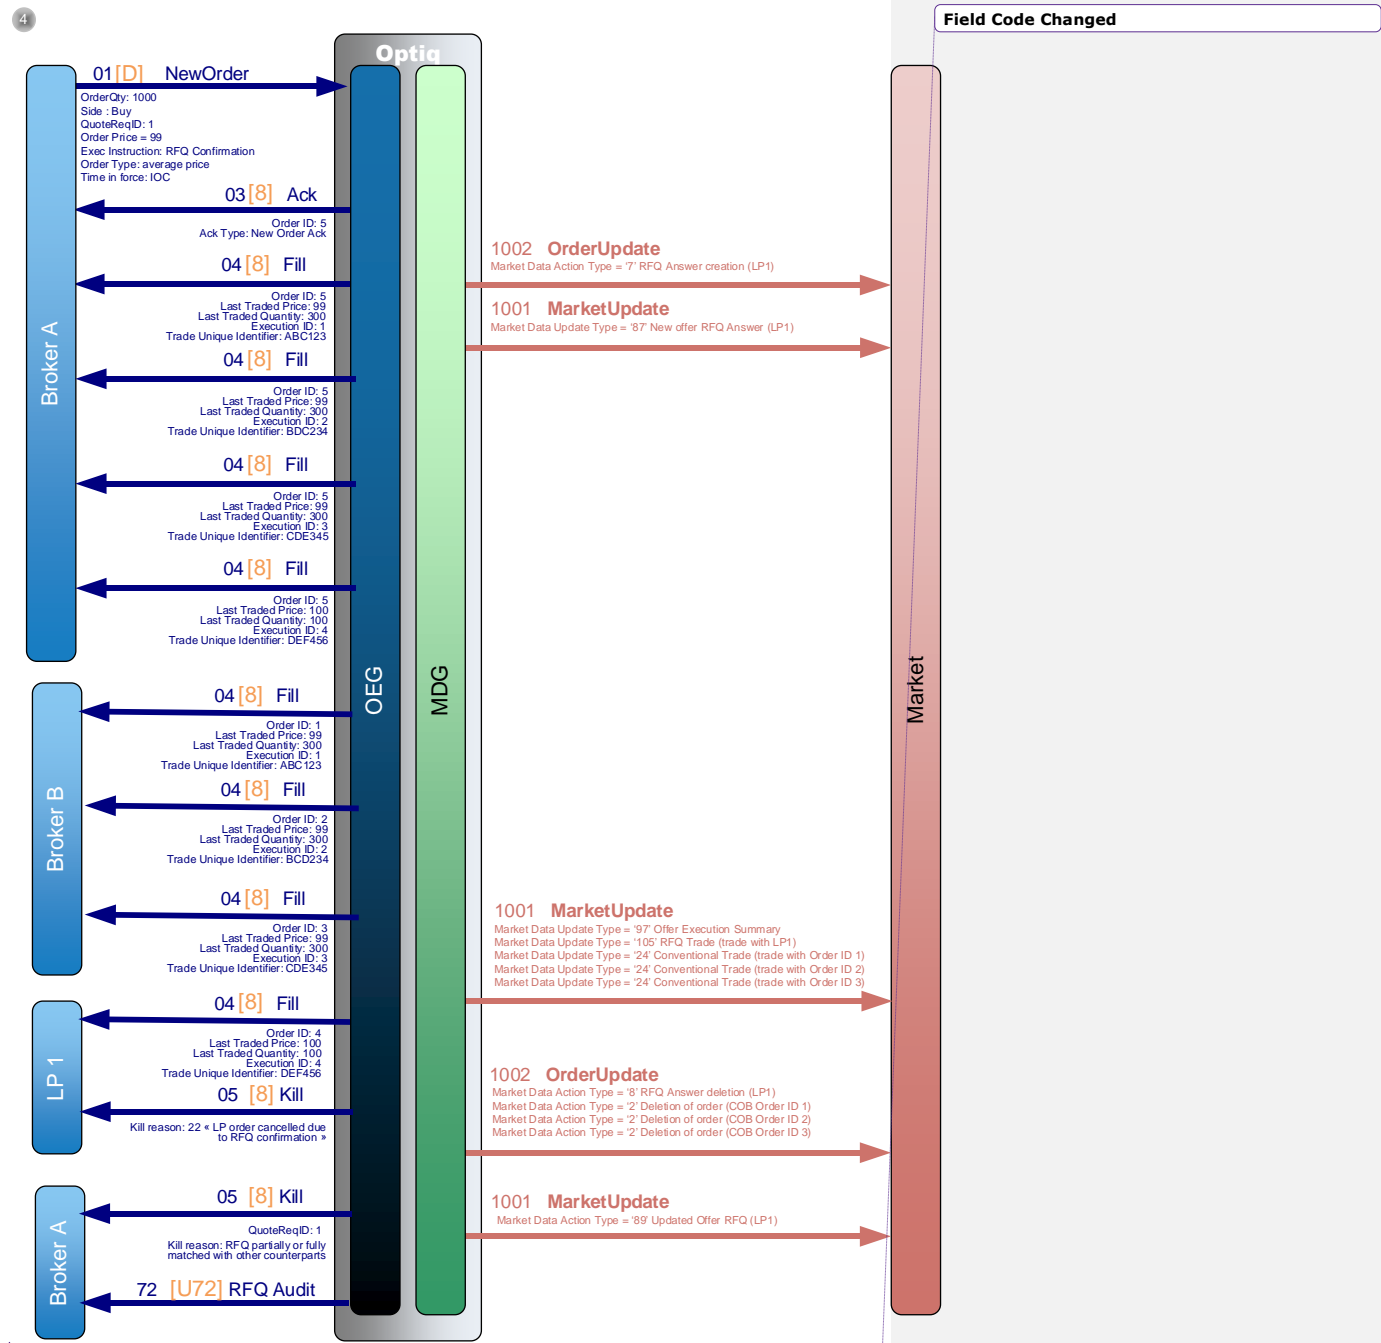 4
Field Code Changed
Optiq
01 [D] NewOrder
OrderQty: 1000
Side : Buy
QuoteReqID: 1
Order Price = 99
Exec Instruction: RFQ Confirmation
Order Type: average price
Time in force: IOC
03 [8] Ack
Order ID: 5
Ack Type: New Order Ack
04 [8] Fill
Order ID: 5
Last Traded Price: 99
Last Traded Quantity: 300
Execution ID: 1
Trade Unique Identifier: ABC123
04 [8] Fill
Order ID: 5
Last Traded Price: 99
Last Traded Quantity: 300
Execution ID: 2
Trade Unique Identifier: BDC234
04 [8] Fill
Order ID: 5
Last Traded Price: 99
Last Traded Quantity: 300
Execution ID: 3
Trade Unique Identifier: CDE345
04 [8] Fill
Order ID: 5
Last Traded Price: 100
Last Traded Quantity: 100
Execution ID: 4
Trade Unique Identifier: DEF456
Broker A
04 [8] Fill
Order ID: 1
Last Traded Price: 99
Last Traded Quantity: 300
Execution ID: 1
Trade Unique Identifier: ABC123
04 [8] Fill
Order ID: 2
Last Traded Price: 99
Last Traded Quantity: 300
Execution ID: 2
Trade Unique Identifier: BCD234
04 [8] Fill
Order ID: 3
Last Traded Price: 99
Last Traded Quantity: 300
Execution ID: 3
Trade Unique Identifier: CDE345
Broker B
04 [8] Fill
Order ID: 4
Last Traded Price: 100
Last Traded Quantity: 100
Execution ID: 4
Trade Unique Identifier: DEF456
05 [8] Kill
Kill reason: 22 « LP order cancelled due
to RFQ confirmation »
LP 1
05 [8] Kill
QuoteReqID: 1
Kill reason: RFQ partially or fully
matched with other counterparts
72 [U72] RFQ Audit
Broker A
OEG
MDG
1002 OrderUpdate
Market Data Action Type = ‘7’ RFQ Answer creation (LP1)
1001 MarketUpdate
Market Data Update Type = ‘87’ New offer RFQ Answer (LP1)
1001 MarketUpdate
Market Data Update Type = ‘97’ Offer Execution Summary
Market Data Update Type = ‘105’ RFQ Trade (trade with LP1)
Market Data Update Type = ‘24’ Conventional Trade (trade with Order ID 1)
Market Data Update Type = ‘24’ Conventional Trade (trade with Order ID 2)
Market Data Update Type = ‘24’ Conventional Trade (trade with Order ID 3)
1002 OrderUpdate
Market Data Action Type = ‘8’ RFQ Answer deletion (LP1)
Market Data Action Type = ‘2’ Deletion of order (COB Order ID 1)
Market Data Action Type = ‘2’ Deletion of order (COB Order ID 2)
Market Data Action Type = ‘2’ Deletion of order (COB Order ID 3)
1001 MarketUpdate
Market Data Action Type = ‘89’ Updated Offer RFQ (LP1)
Market